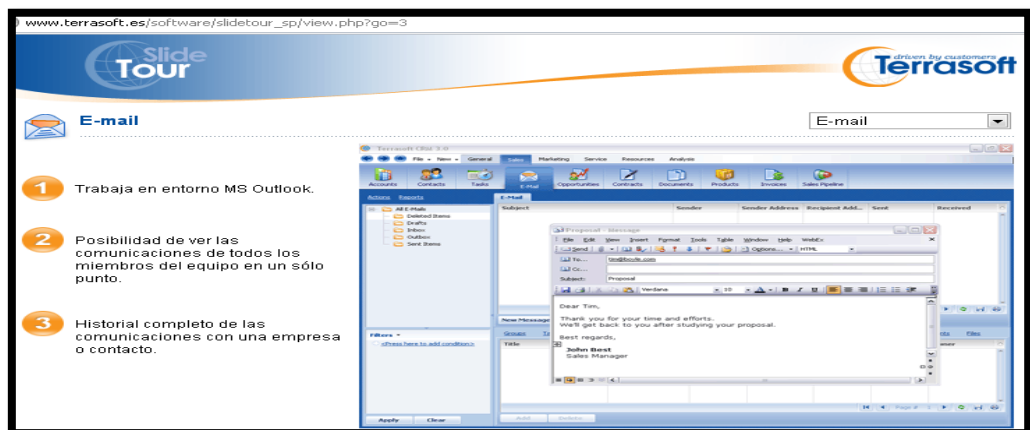 www.terrasoft.es/software/slidetour_sp/view.php?go=3
Slide
Tour
driven by customers
Terrasoft
E-mail
E-mail
1 Trabaja en entorno MS Outlook.
2 Posibilidad de ver las
comunicaciones de todos los
miembros del equipo en un sólo
punto.
3 Historial completo de las
comunicaciones con una empresa
o contacto.
Terrasoft CRM 3.0
File New General Sales Marketing Service Resources Analysis
Accounts Contacts Tasks E-Mail Opportunities Contracts Documents Products Invoices Sales Pipeline
Actions Reports
E-Mail
All E-Mails
Deleted Items
Drafts
Inbox
Outbox
Sent Items
Subject Sender Sender Address Recipient Add... Sent Received
Proposal - Message
File Edit View Insert Format Tools Table Window Help WebEx
Send Options... HTML
To... tim@boyle.com
Cc...
Subject: Proposal
Verdana 10 A B I U
Dear Tim,
Thank you for your time and efforts.
We'll get back to you after studying your proposal.
Best regards,
John Best
Sales Manager
New Message
Groups
Files
Title
Filters
<Press here to add condition>
Apply Clear
Add Delete
Page # 1